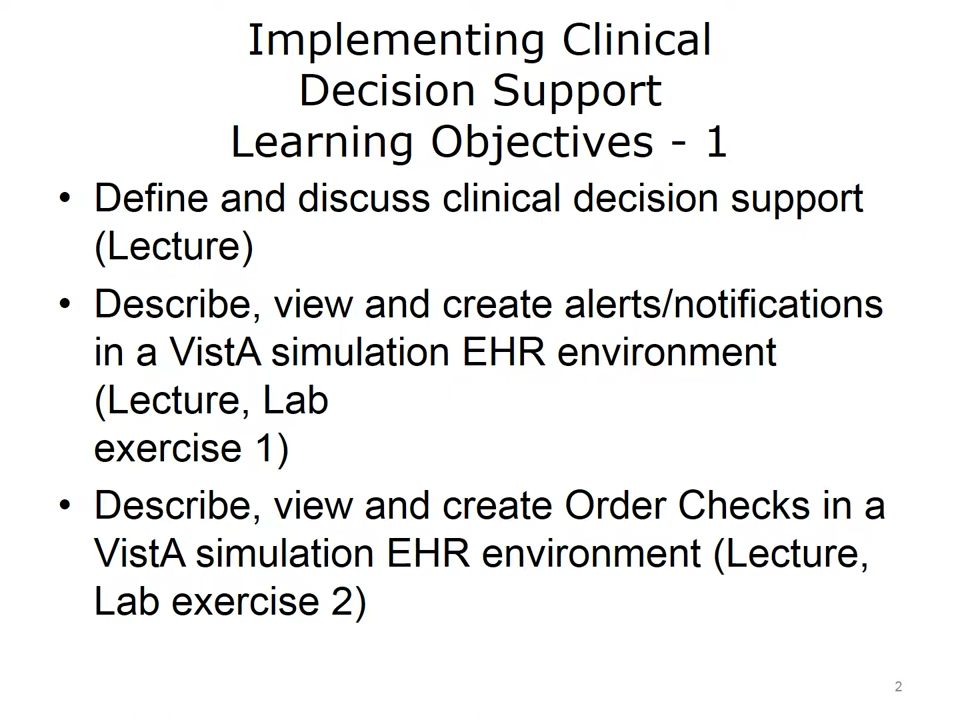 Implementing Clinical
Decision Support
Learning Objectives - 1
• Define and discuss clinical decision support
(Lecture)
• Describe, view and create alerts/notifications
in a VistA simulation EHR environment
(Lecture, Lab
exercise 1)
• Describe, view and create Order Checks in a
VistA simulation EHR environment (Lecture,
Lab exercise 2)
2